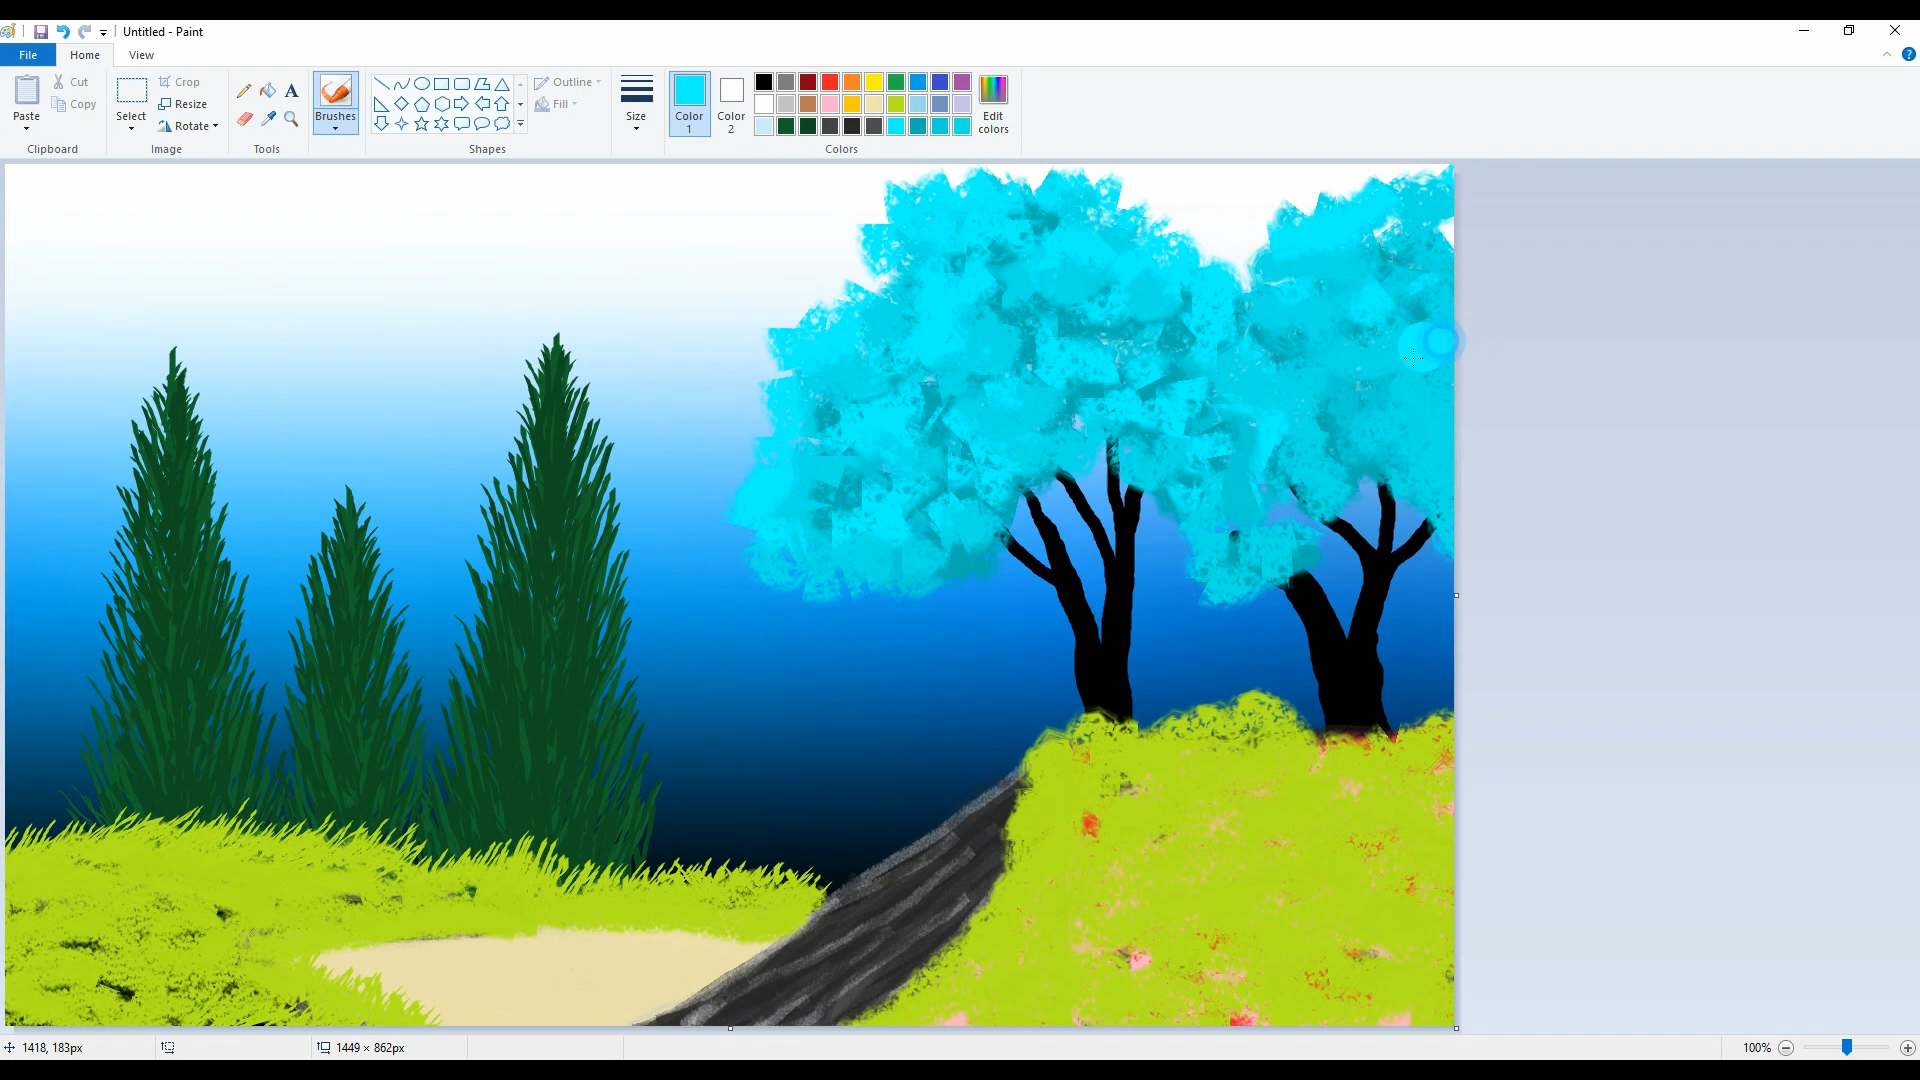 Untitled - Paint
File Home View
Paste
Cut
Copy
Clipboard
Select
Crop
Resize
Rotate
Image
A
Tools
Brushes
Shapes
Outline
Fill
Size
Color 1
Color 2
Edit colors
Colors
1418, 183px
1449 × 862px
100%